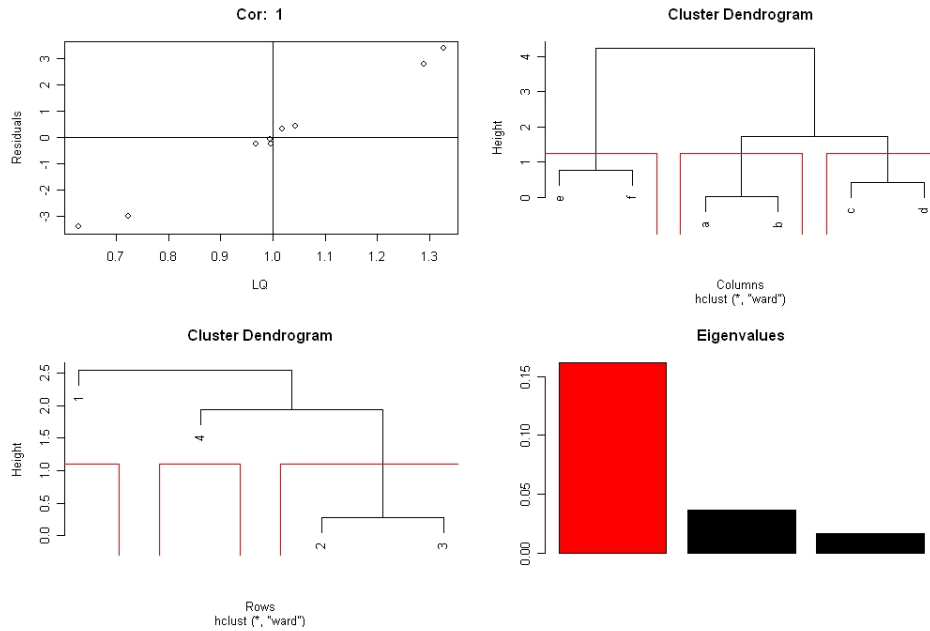 Cor: 1
Residuals
3
2
1
0
-1
-3
0.7 0.8 0.9 1.0 1.1 1.2 1.3
LQ
Cluster Dendrogram
Height
4
3
2
1
0
e f a b c d
Columns
hclust (*, "ward")
Cluster Dendrogram
Height
2.5
2.0
1.5
1.0
0.5
0.0
1 4 2 3
Rows
hclust (*, "ward")
Eigenvalues
0.15
0.10
0.05
0.00